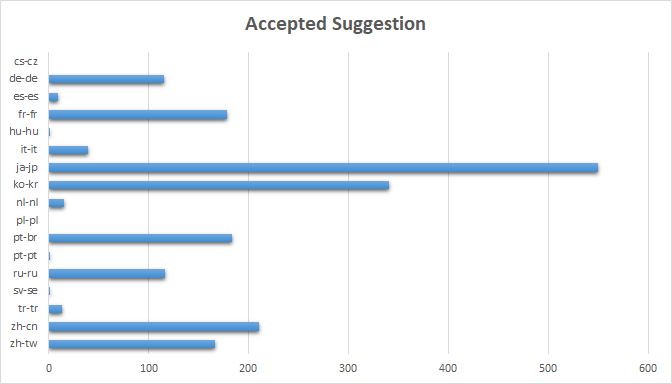 Accepted Suggestion
cs-cz
de-de
es-es
fr-fr
hu-hu
it-it
ja-jp
ko-kr
nl-nl
pl-pl
pt-br
pt-pt
ru-ru
sv-se
tr-tr
zh-cn
zh-tw
0 100 200 300 400 500 600